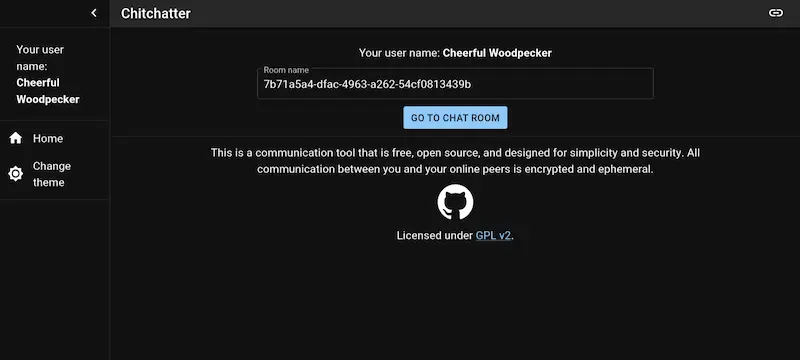 Chitchatter
Your user
name:
Cheerful
Woodpecker
Home
Change
theme
Your user name: Cheerful Woodpecker
Room name
7b71a5a4-dfac-4963-a262-54cf0813439b
GO TO CHAT ROOM
This is a communication tool that is free, open source, and designed for simplicity and security. All
communication between you and your online peers is encrypted and ephemeral.
Licensed under GPL v2.